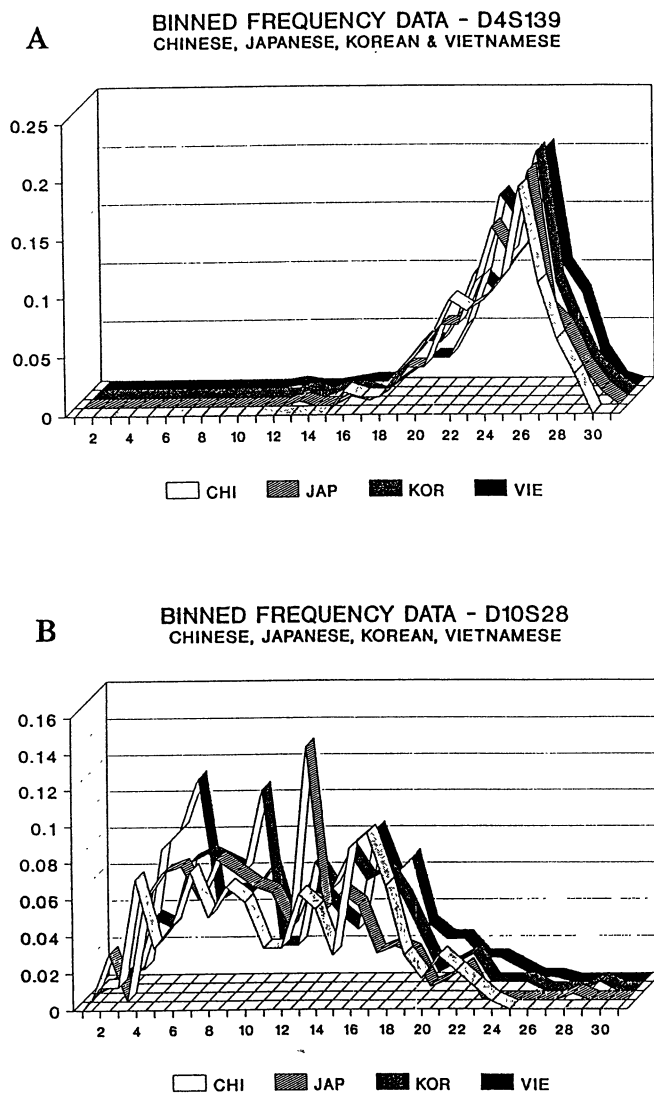 A
BINNED FREQUENCY DATA - D4S139
CHINESE, JAPANESE, KOREAN & VIETNAMESE
0.25
0.2
0.15
0.1
0.05
0
2 4 6 8 10 12 14 16 18 20 22 24 26 30
CHI JAP KOR VIE
B
BINNED FREQUENCY DATA - D10S28
CHINESE, JAPANESE, KOREAN, VIETNAMESE
0.16
0.14
0.12
0.1
0.08
0.06
0.04
0.02
0
2 4 6 8 10 12 14 16 18 20 22 24 26 28 30
CHI JAP KOR VIE